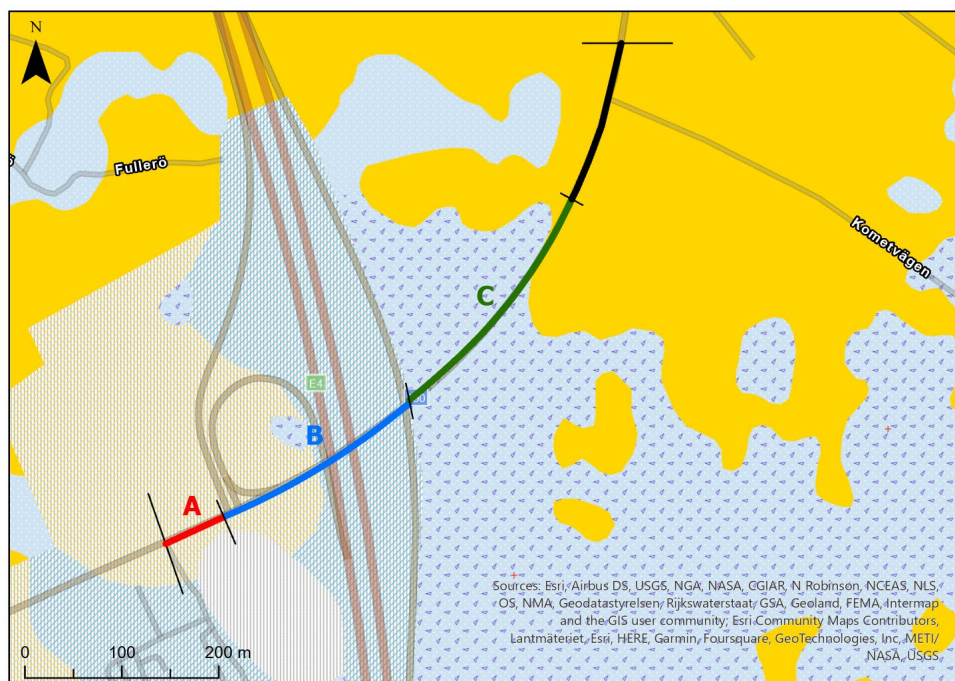 N
Fullerö
ö
Kometvägen
C
E4
B
A
Sources: Esri, Airbus DS, USGS, NGA, NASA, CGIAR, N Robinson, NCEAS, NLS,
OS, NMA, Geodatastyrelsen, Rijkswaterstaat, GSA, Geoland, FEMA, Intermap
and the GIS user community; Esri Community Maps Contributors,
Lantmäteriet, Esri, HERE, Garmin, Foursquare, GeoTechnologies, Inc, METI/
NASA, USGS
0 100 200 m